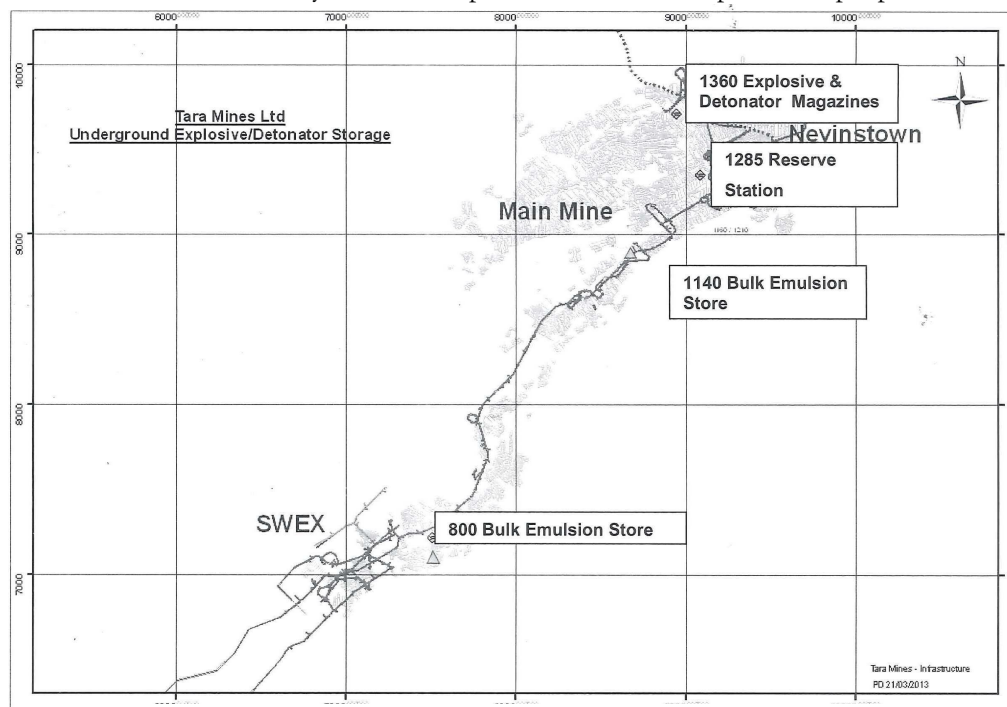 6000 7000 8000 9000 10000
10000
N
1360 Explosive &
Detonator Magazines
Tara Mines Ltd
Underground Explosive/Detonator Storage
Nevinstown
1285 Reserve
Station
Main Mine
9000
1140 Bulk Emulsion
Store
8000
SWEX
800 Bulk Emulsion Store
7000
Tara Mines - Infrastructure
PD 21/03/2013